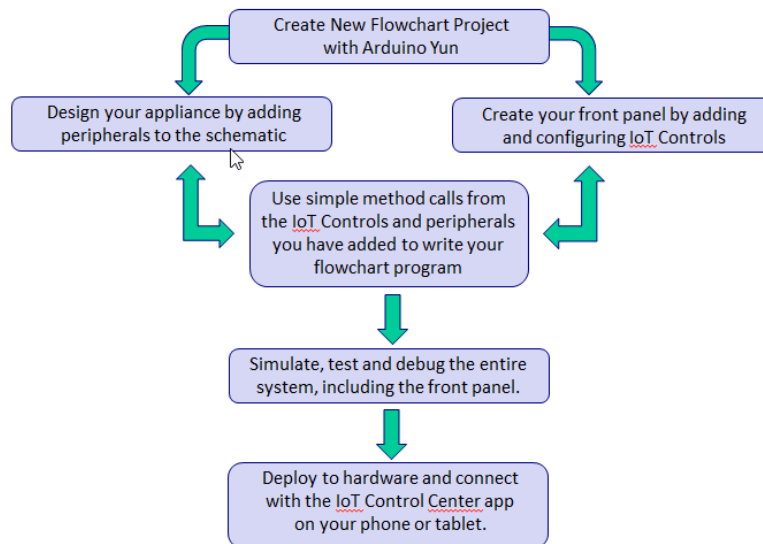 Create New Flowchart Project
with Arduino Yun
Design your appliance by adding
peripherals to the schematic
Create your front panel by adding
and configuring IoT Controls
Use simple method calls from
the IoT Controls and peripherals
you have added to write your
flowchart program
Simulate, test and debug the entire
system, including the front panel.
Deploy to hardware and connect
with the IoT Control Center app
on your phone or tablet.